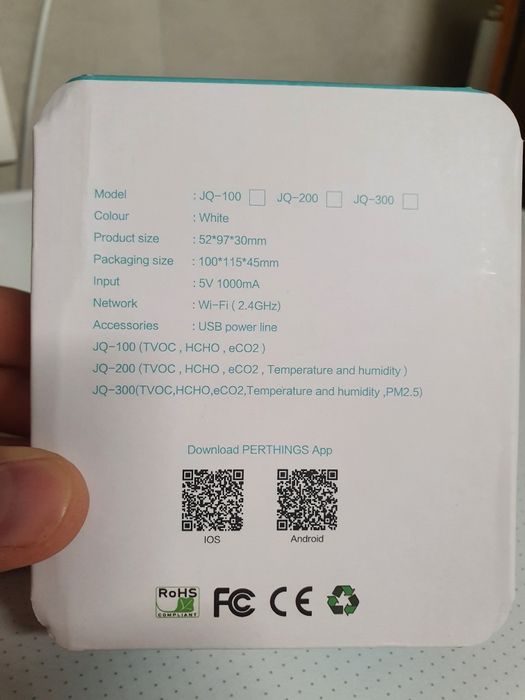 Model : JQ-100 JQ-200 JQ-300
Colour : White
Product size : 52*97*30mm
Packaging size : 100*115*45mm
Input : 5V 1000mA
Network : Wi-Fi ( 2.4GHz)
Accessories : USB power line
JQ-100 (TVOC , HCHO , eCO2 )
JQ-200 (TVOC , HCHO , eCO2 , Temperature and humidity )
JQ-300(TVOC,HCHO,eCO2,Temperature and humidity ,PM2.5)
Download PERTHINGS App
IOS Android
RoHS
COMPLIANT
FC CE